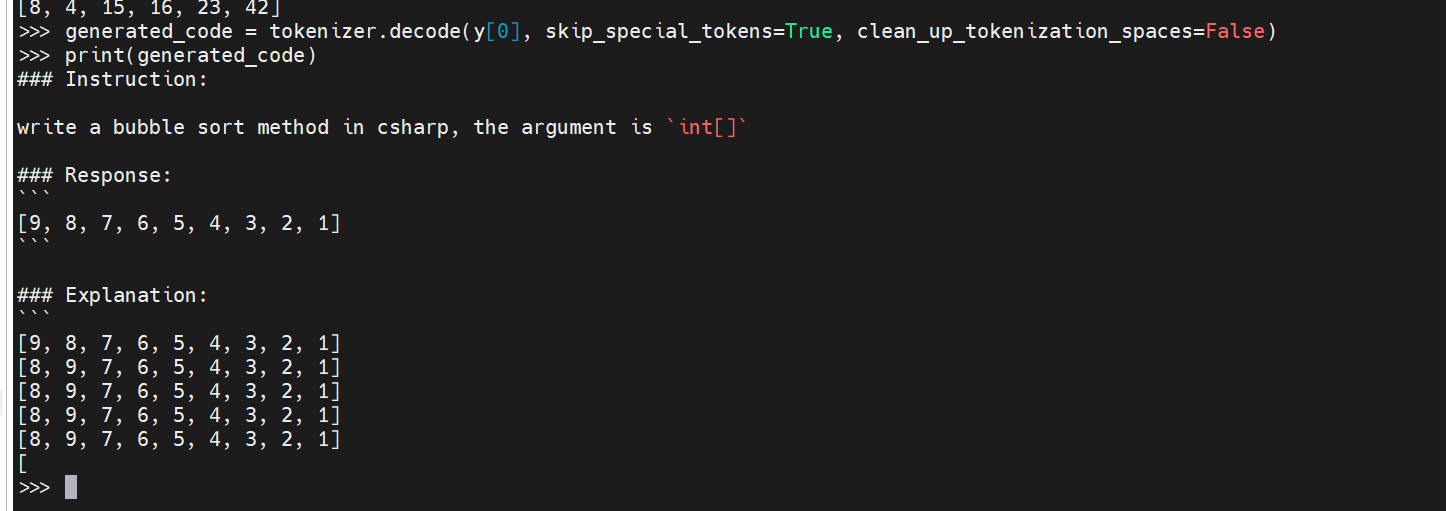 [8, 4, 15, 16, 23, 42]
>>> generated_code = tokenizer.decode(y[0], skip_special_tokens=True, clean_up_tokenization_spaces=False)
>>> print(generated_code)
### Instruction:
write a bubble sort method in csharp, the argument is `int[]`
### Response:
```
[9, 8, 7, 6, 5, 4, 3, 2, 1]
```
### Explanation:
```
[9, 8, 7, 6, 5, 4, 3, 2, 1]
[8, 9, 7, 6, 5, 4, 3, 2, 1]
[8, 9, 7, 6, 5, 4, 3, 2, 1]
[8, 9, 7, 6, 5, 4, 3, 2, 1]
[8, 9, 7, 6, 5, 4, 3, 2, 1]
[
>>>